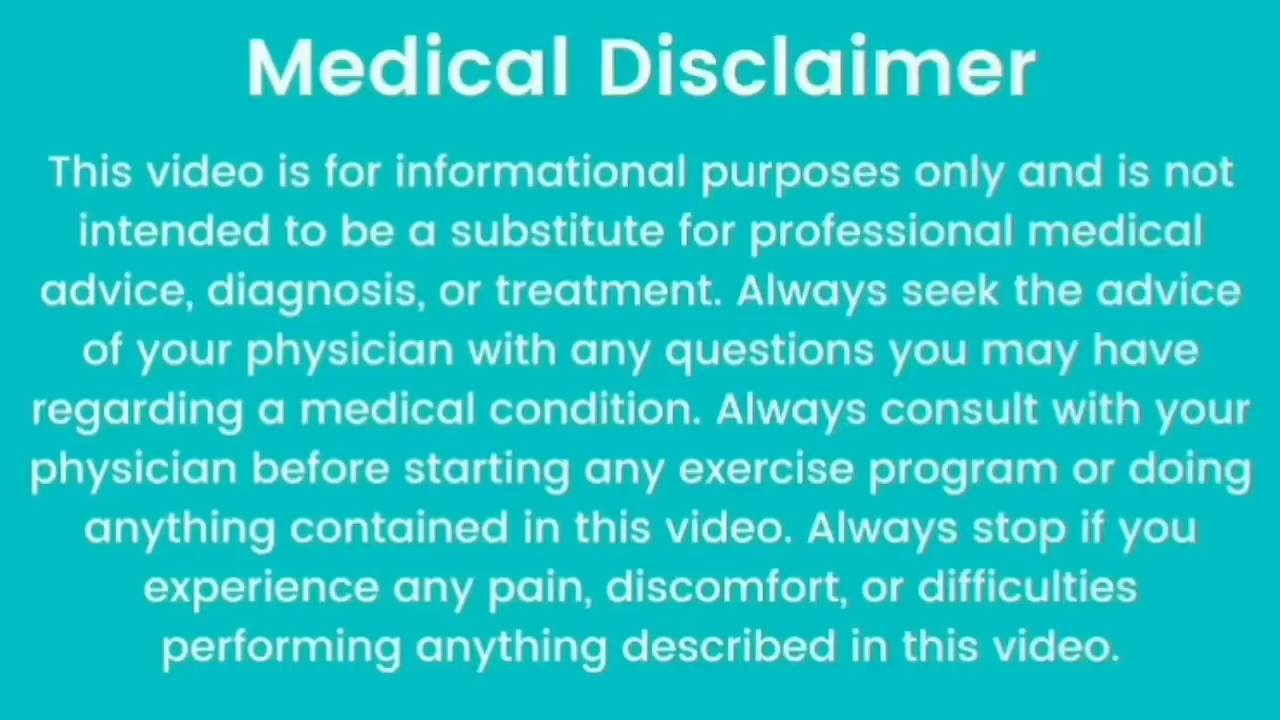 Medical Disclaimer
This video is for informational purposes only and is not
intended to be a substitute for professional medical
advice, diagnosis, or treatment. Always seek the advice
of your physician with any questions you may have
regarding a medical condition. Always consult with your
physician before starting any exercise program or doing
anything contained in this video. Always stop if you
experience any pain, discomfort, or difficulties
performing anything described in this video.